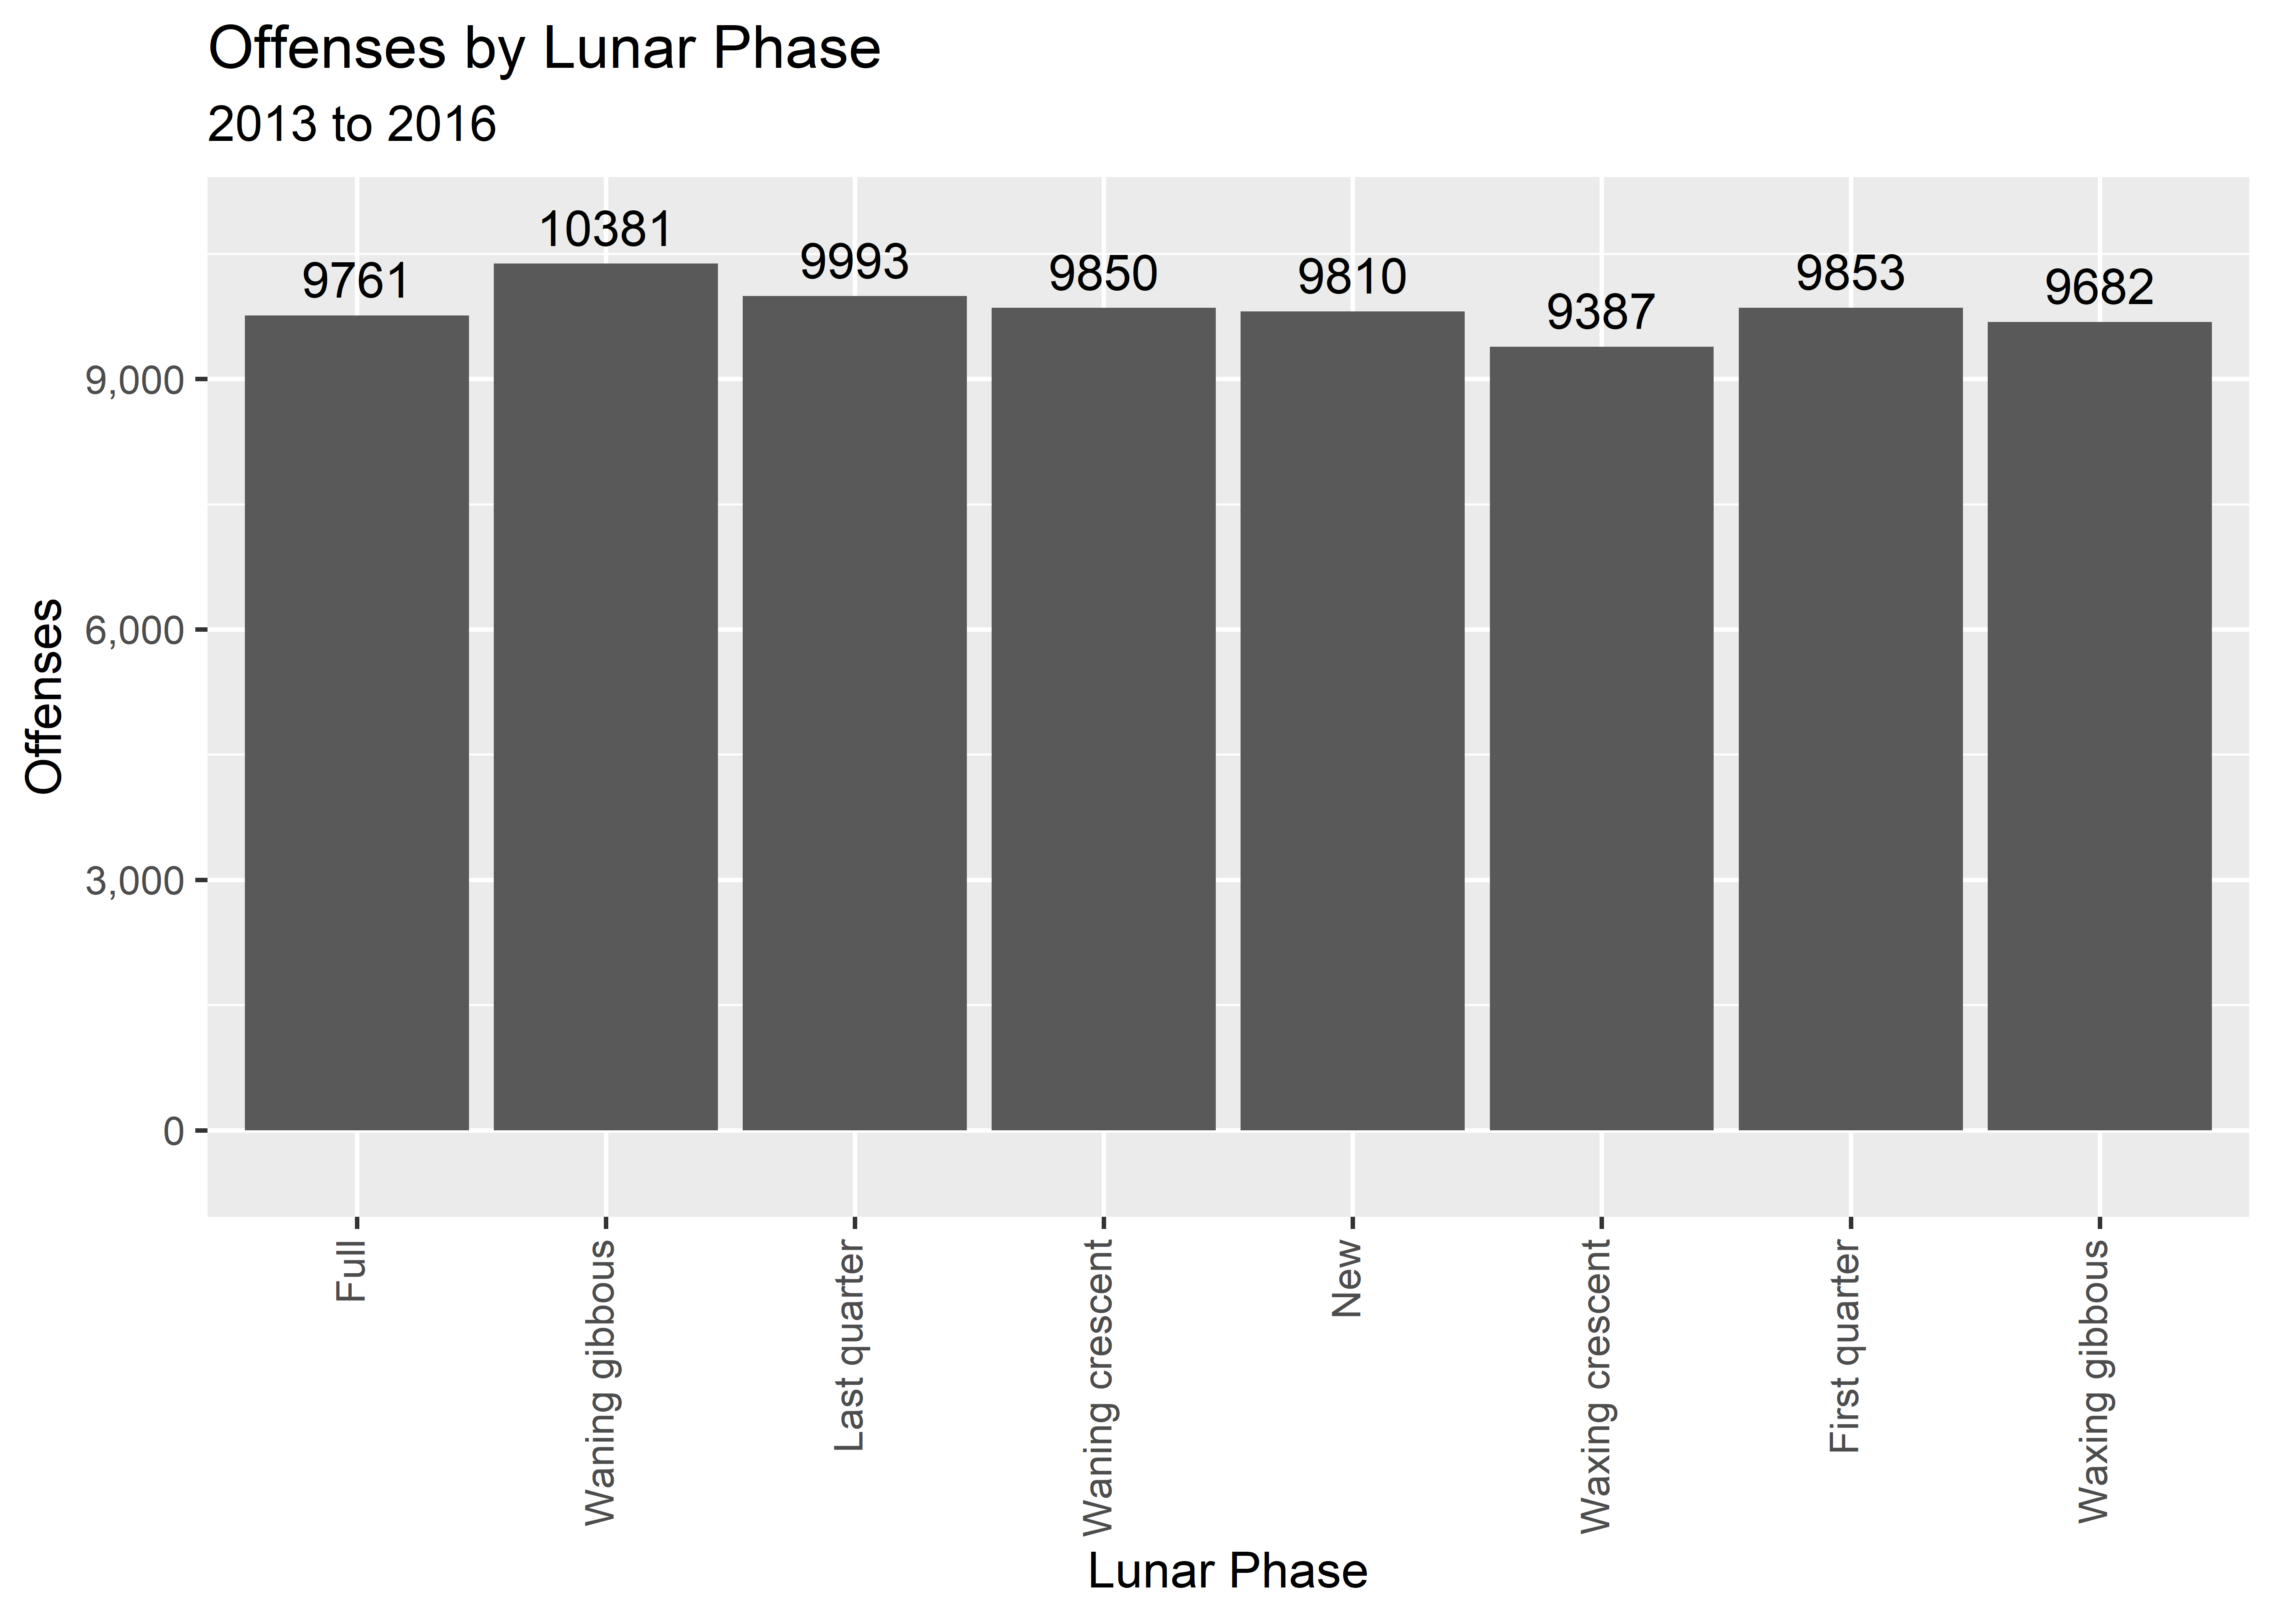 Offenses by Lunar Phase
2013 to 2016
10381
9761
9993
9850
9810
9387
9853
9682
9,000
6,000
3,000
0
Offenses
Full
Waning gibbous
Last quarter
Waning crescent
New
Waxing crescent
First quarter
Waxing gibbous
Lunar Phase